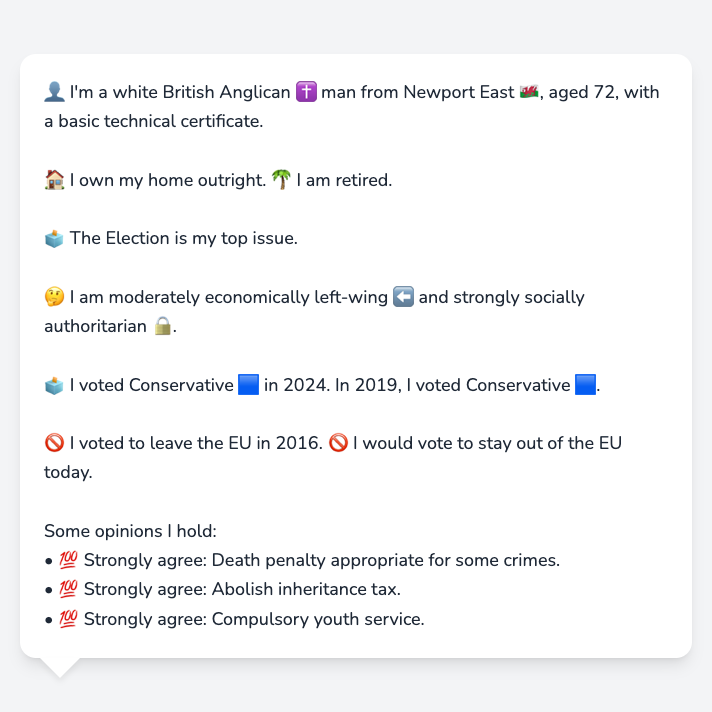 👤 I'm a white British Anglican ✝️ man from Newport East 🏴󠁧󠁢󠁷󠁬󠁳󠁿, aged 72, with
a basic technical certificate.
🏠 I own my home outright. 🌴 I am retired.
🗳️ The Election is my top issue.
🤔 I am moderately economically left-wing ⬅️ and strongly socially
authoritarian 🔒.
🗳️ I voted Conservative 🟦 in 2024. In 2019, I voted Conservative 🟦.
🚫 I voted to leave the EU in 2016. 🚫 I would vote to stay out of the EU
today.
Some opinions I hold:
• 💯 Strongly agree: Death penalty appropriate for some crimes.
• 💯 Strongly agree: Abolish inheritance tax.
• 💯 Strongly agree: Compulsory youth service.